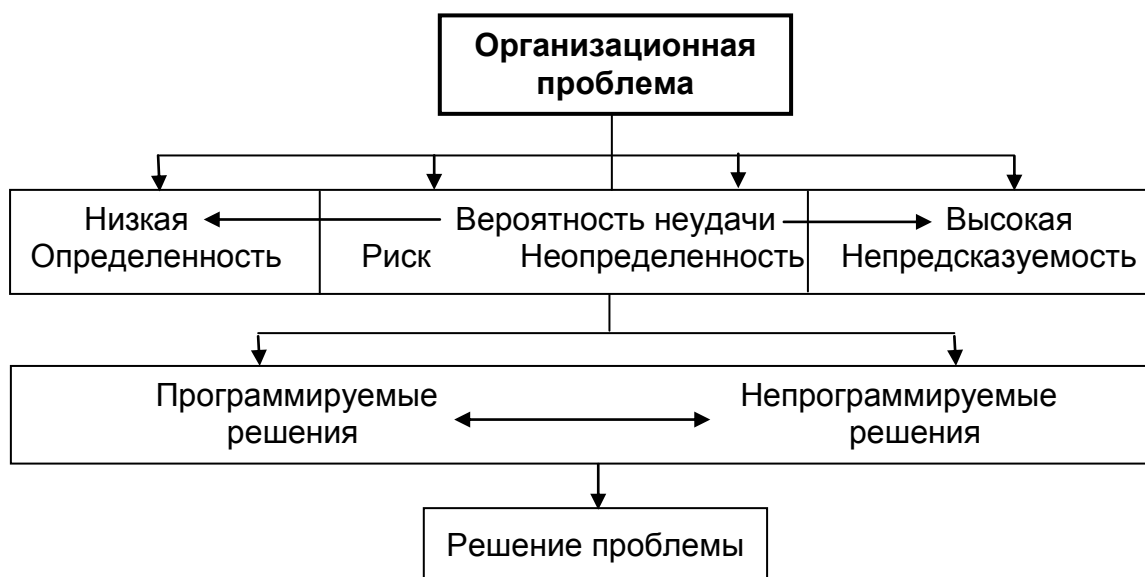 Организационная
проблема
Низкая Вероятность неудачи Высокая
Определенность Риск Неопределенность Непредсказуемость
Программируемые Непрограммируемые
решения решения
Решение проблемы